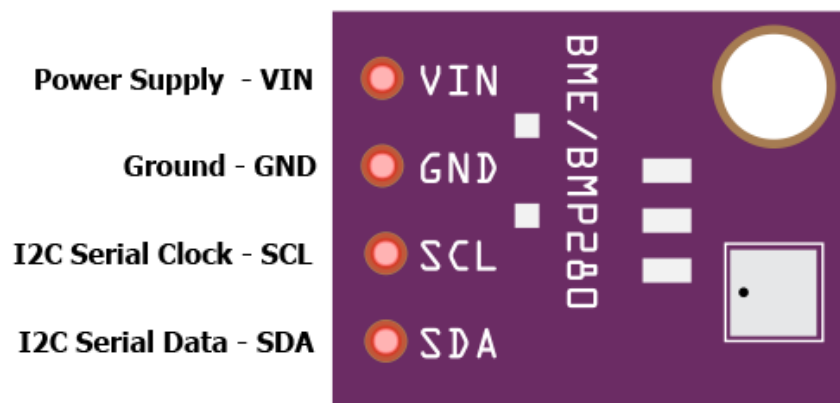 Power Supply - VIN
VIN
Ground - GND
GND
I2C Serial Clock - SCL
SCL
I2C Serial Data - SDA
SDA
BME/BMP280